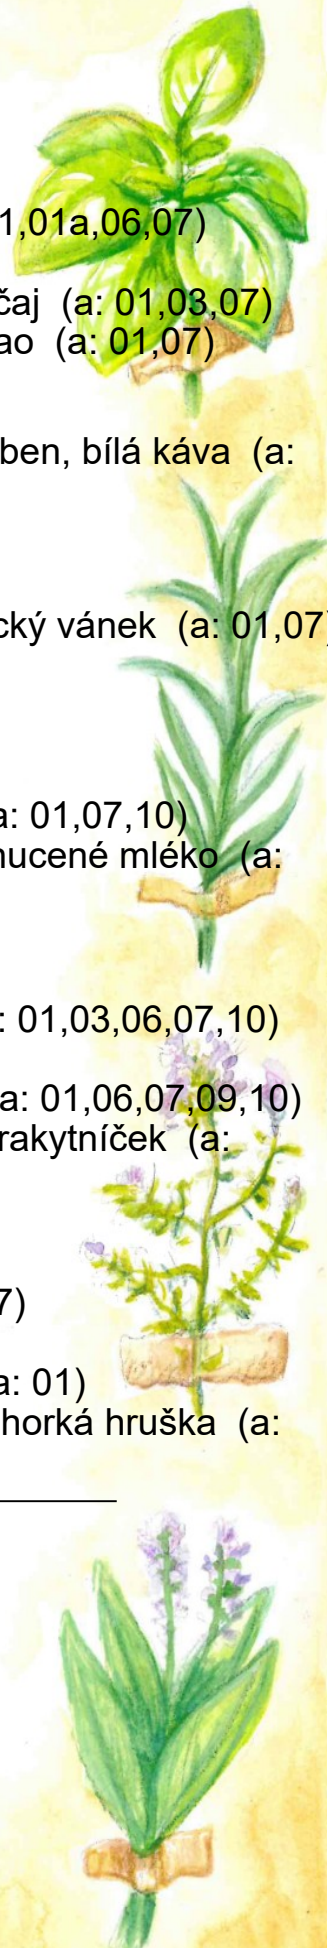 1,01a,06,07)
čaj (a: 01,03,07)
ao (a: 01,07)
ben, bílá káva (a:
cký vánek (a: 01,07)
a: 01,07,10)
hucené mléko (a:
: 01,03,06,07,10)
a: 01,06,07,09,10)
rakytníček (a:
7)
a: 01)
horká hruška (a: